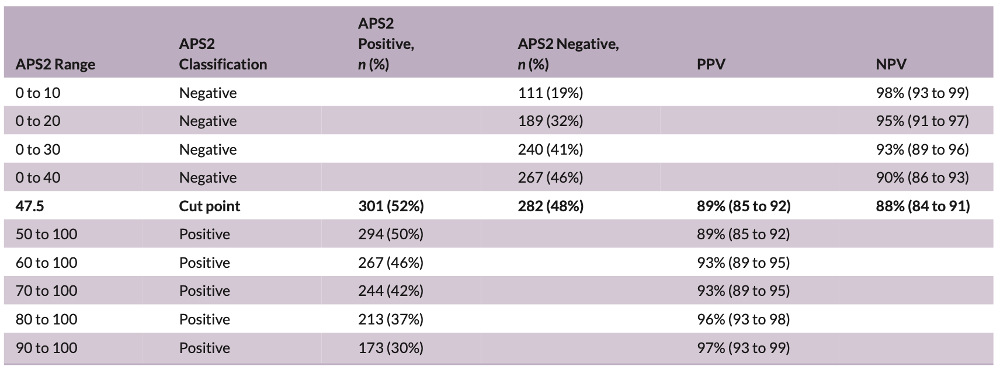 APS2 Range APS2 Classification APS2 Positive, n (%) APS2 Negative, n (%) PPV NPV
0 to 10 Negative 111 (19%) 98% (93 to 99)
0 to 20 Negative 189 (32%) 95% (91 to 97)
0 to 30 Negative 240 (41%) 93% (89 to 96)
0 to 40 Negative 267 (46%) 90% (86 to 93)
47.5 Cut point 301 (52%) 282 (48%) 89% (85 to 92) 88% (84 to 91)
50 to 100 Positive 294 (50%) 89% (85 to 92)
60 to 100 Positive 267 (46%) 93% (89 to 95)
70 to 100 Positive 244 (42%) 93% (89 to 95)
80 to 100 Positive 213 (37%) 96% (93 to 98)
90 to 100 Positive 173 (30%) 97% (93 to 99)